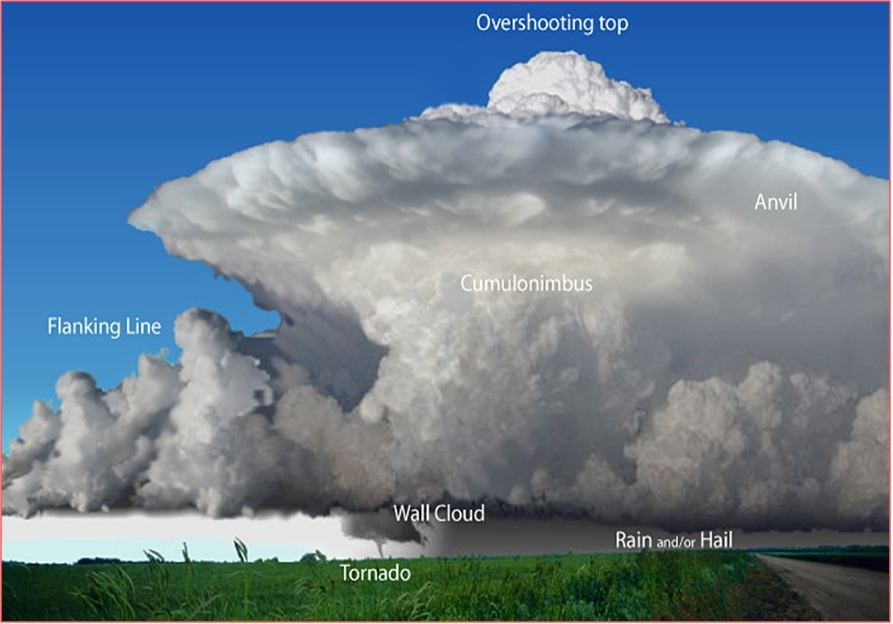 Overshooting top
Anvil
Cumulonimbus
Flanking Line
Wall Cloud
Rain and/or Hail
Tornado